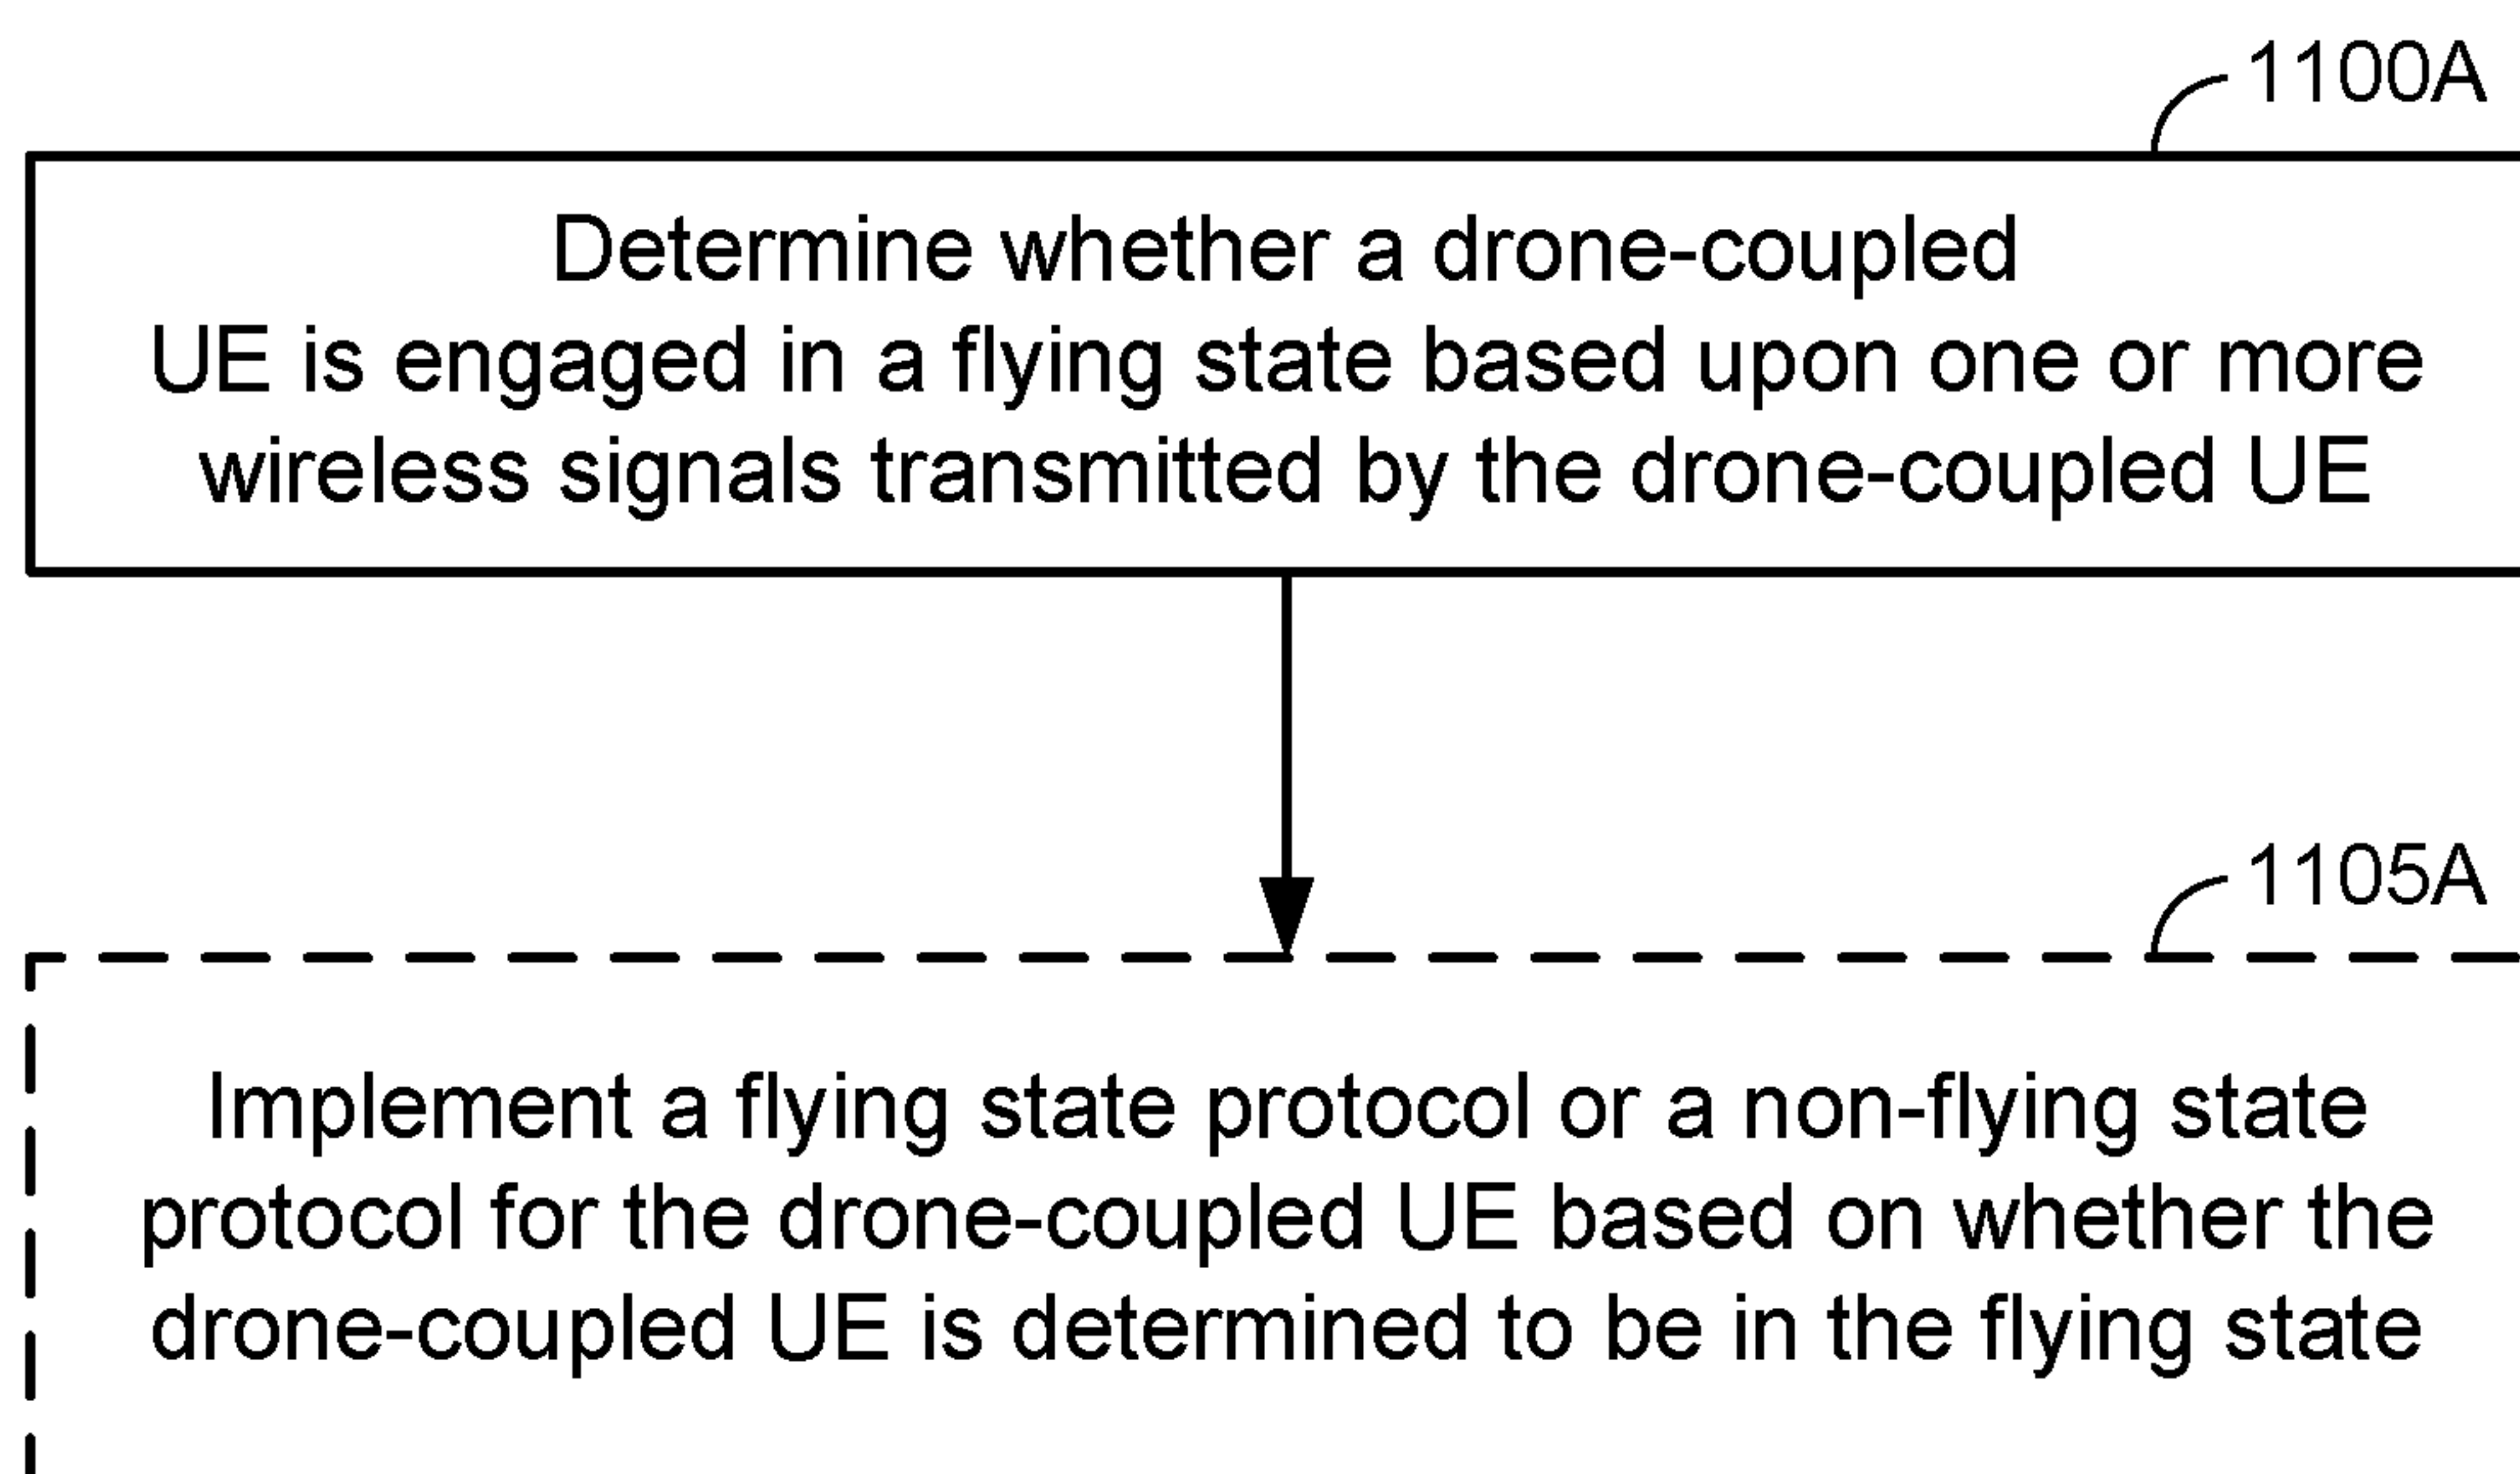 1100A
Determine whether a drone-coupled
UE is engaged in a flying state based upon one or more
wireless signals transmitted by the drone-coupled UE
1105A
Implement a flying state protocol or a non-flying state
protocol for the drone-coupled UE based on whether the
drone-coupled UE is determined to be in the flying state